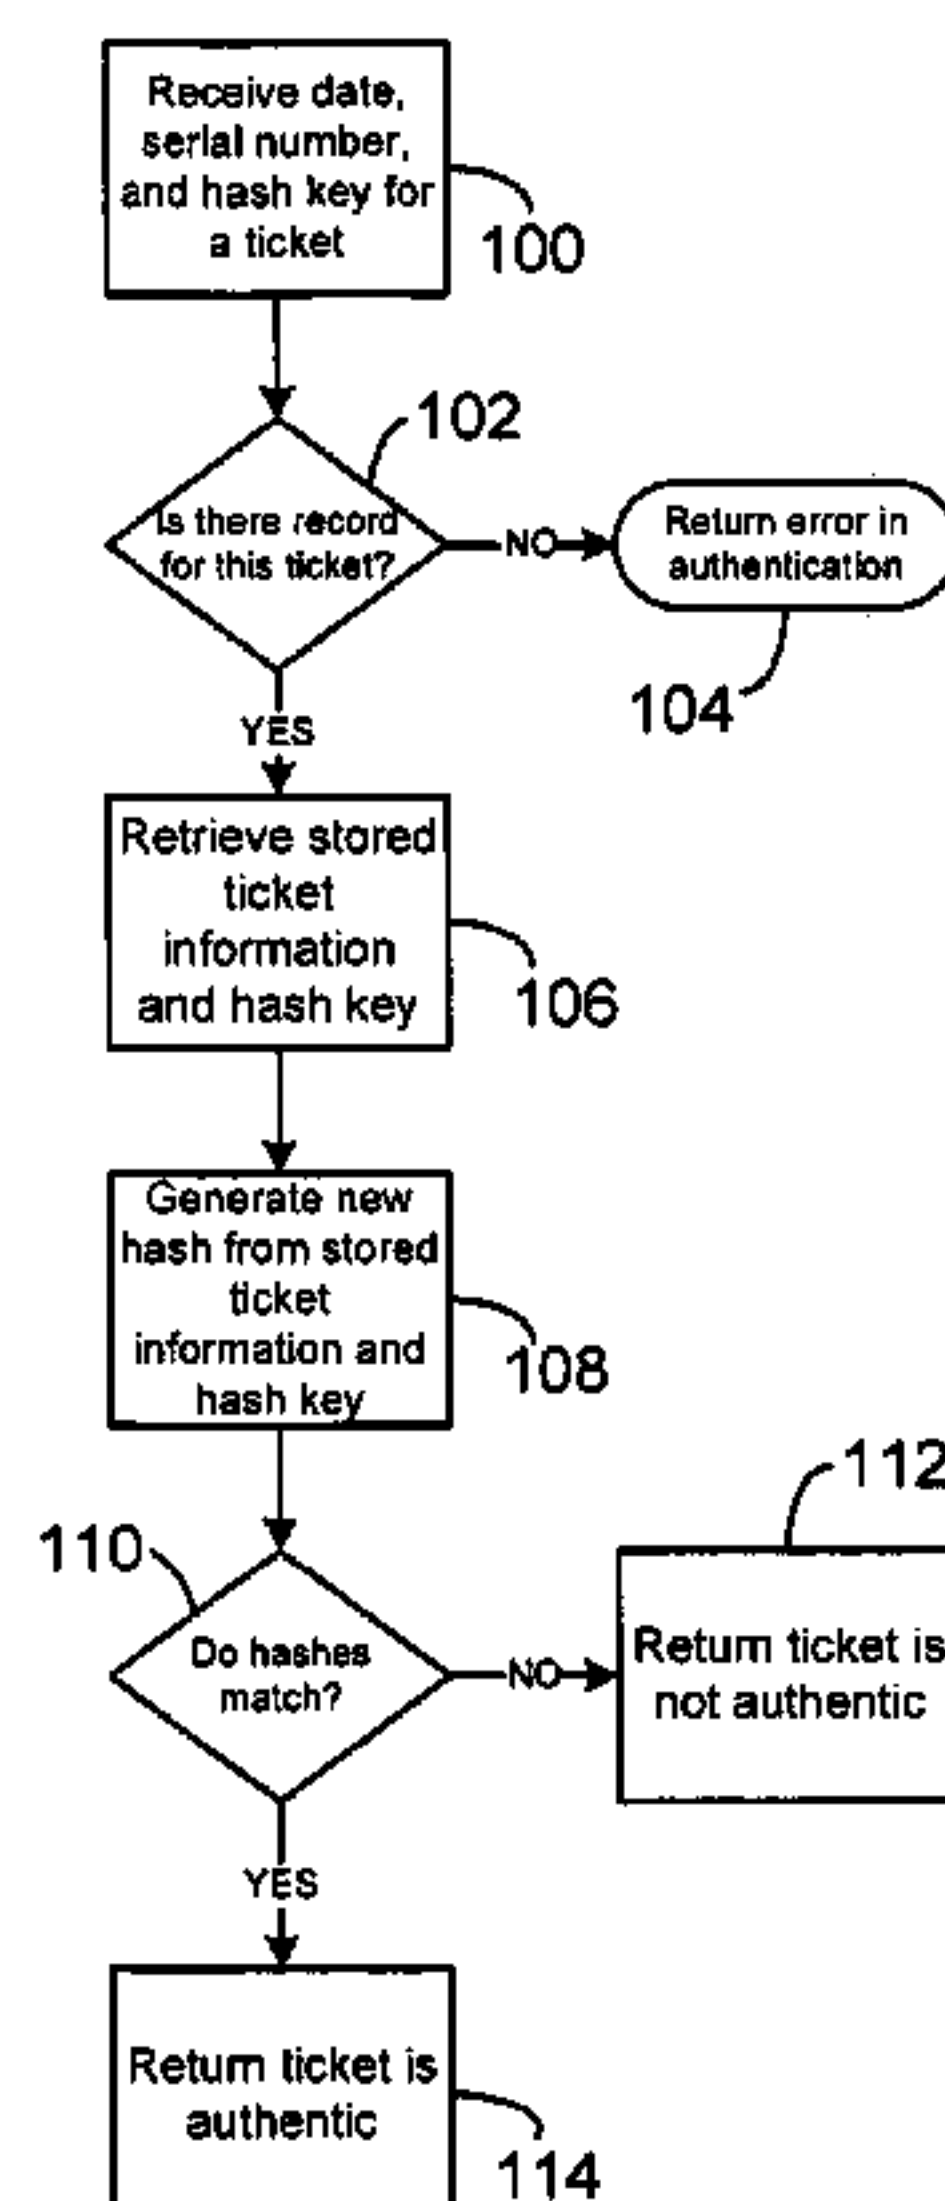 Receive date,
serial number,
and hash key for
a ticket
100
102
Is there record
for this ticket?
NO
Return error in
authentication
104
YES
Retrieve stored
ticket
information
and hash key
106
Generate new
hash from stored
ticket
information and
hash key
108
110
Do hashes
match?
NO
112
Return ticket is
not authentic
YES
Return ticket is
authentic
114